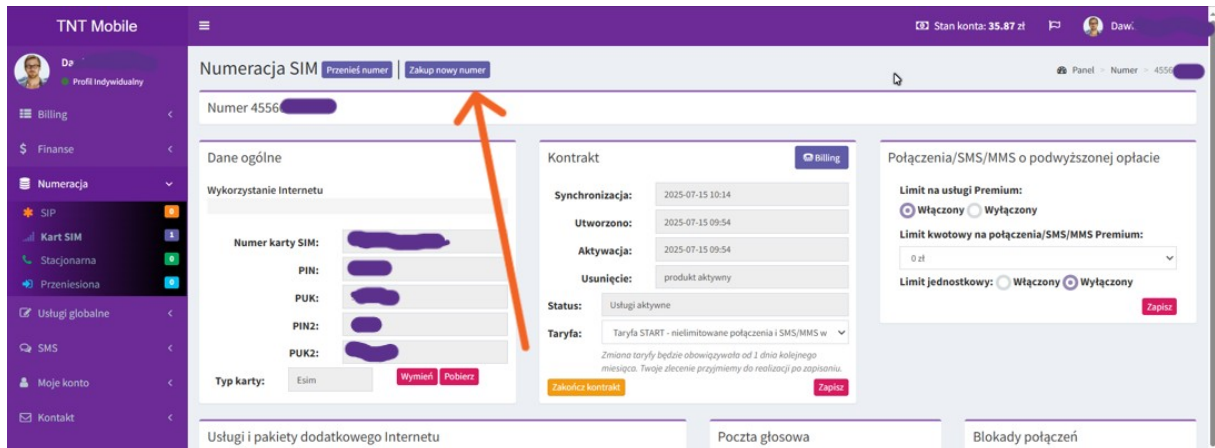 TNT Mobile
Stan konta: 35.87 zł
Profil Indywidualny
Numeracja SIM Przenieś numer | Zakup nowy numer
Panel > Numer > 4556
Billing
Finanse
Numeracja
SIP 0
Kart SIM 1
Stacjonarna 0
Przeniesiona 0
Usługi globalne
SMS
Moje konto
Kontakt
Numer 4556
Dane ogólne
Wykorzystanie Internetu
Numer karty SIM:
PIN:
PUK:
PIN2:
PUK2:
Typ karty: Esim Wymień Pobierz
Kontrakt Billing
Synchronizacja: 2025-07-15 10:14
Utworzono: 2025-07-15 09:54
Aktywacja: 2025-07-15 09:54
Usunięcie: produkt aktywny
Status: Usługi aktywne
Taryfa: Taryfa START - nielimitowane połączenia i SMS/MMS w
Zmiana taryfy będzie obowiązywała od 1 dnia kolejnego
miesiąca. Twoje zlecenie przyjmiemy do realizacji po zapisaniu.
Zakończ kontrakt Zapisz
Połączenia/SMS/MMS o podwyższonej opłacie
Limit na usługi Premium:
Włączony Wyłączony
Limit kwotowy na połączenia/SMS/MMS Premium:
0 zł
Limit jednostkowy: Włączony Wyłączony
Zapisz
Usługi i pakiety dodatkowego Internetu
Poczta głosowa
Blokady połączeń